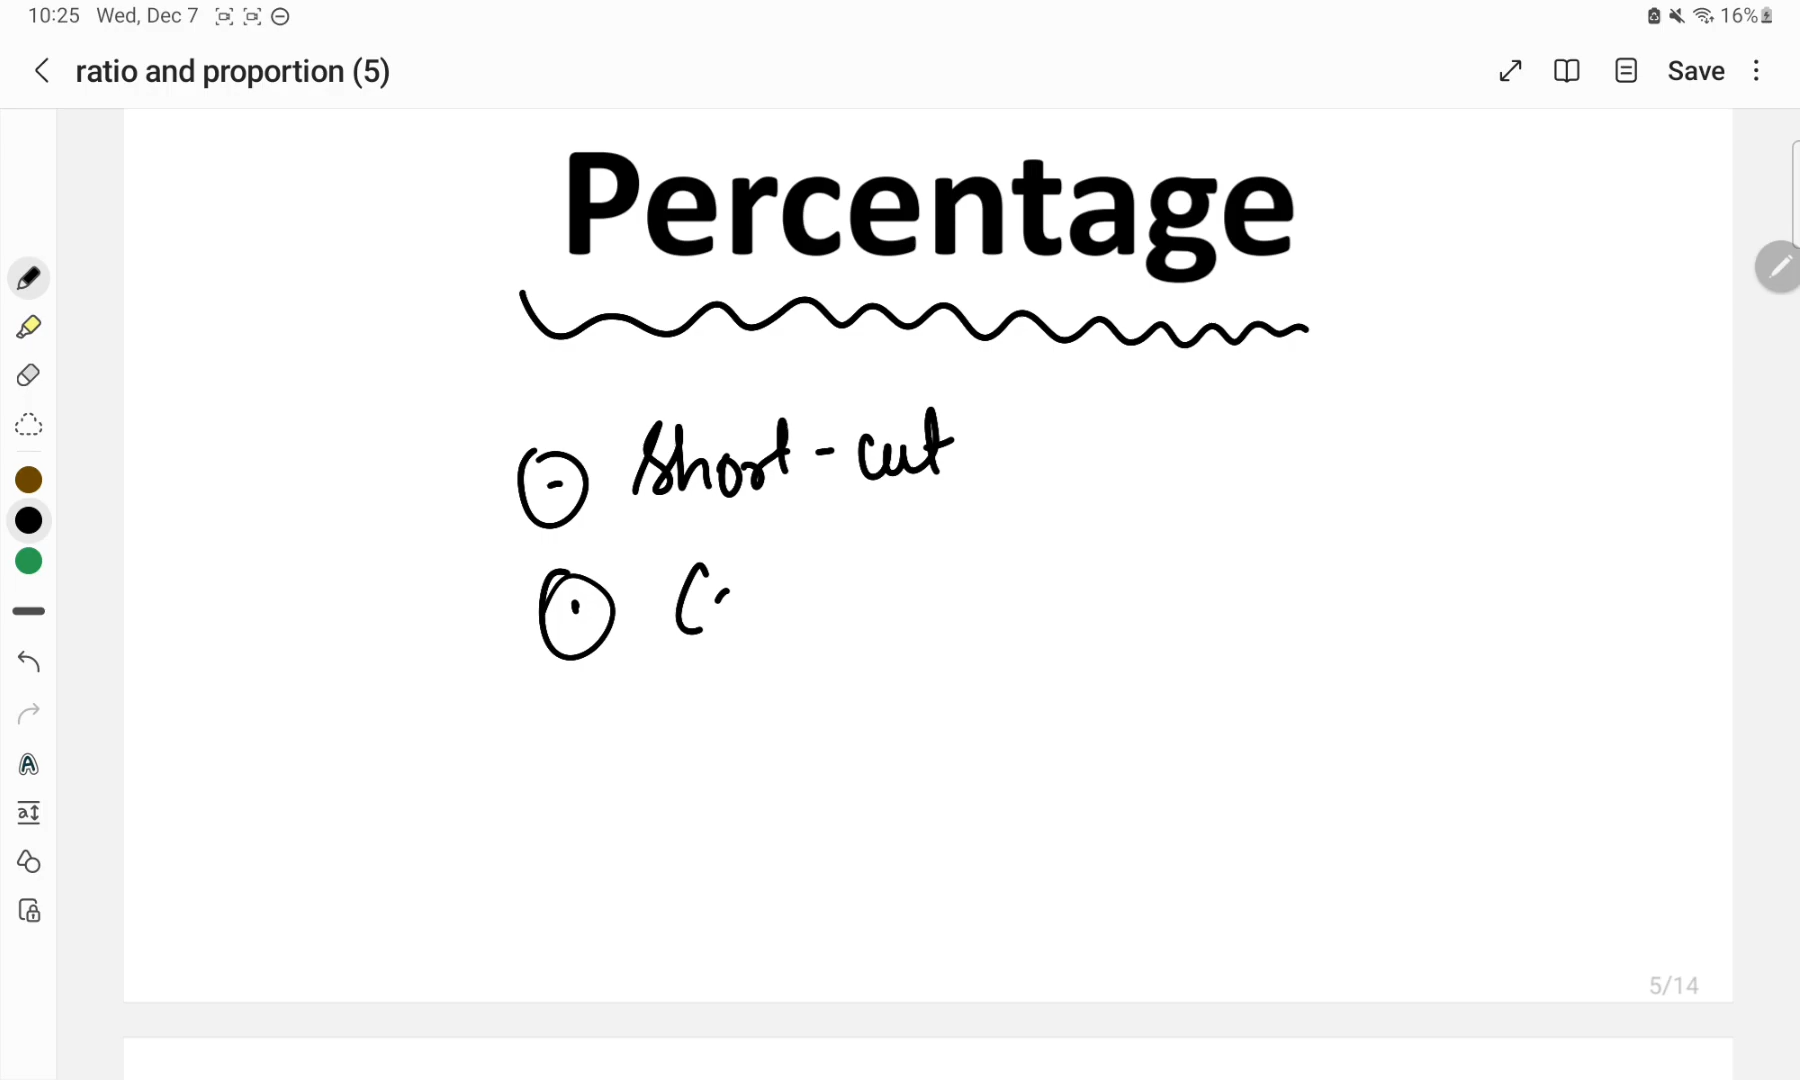 10:25 Wed, Dec 7 16%
ratio and proportion (5) Save
Percentage
short-cut
5/14